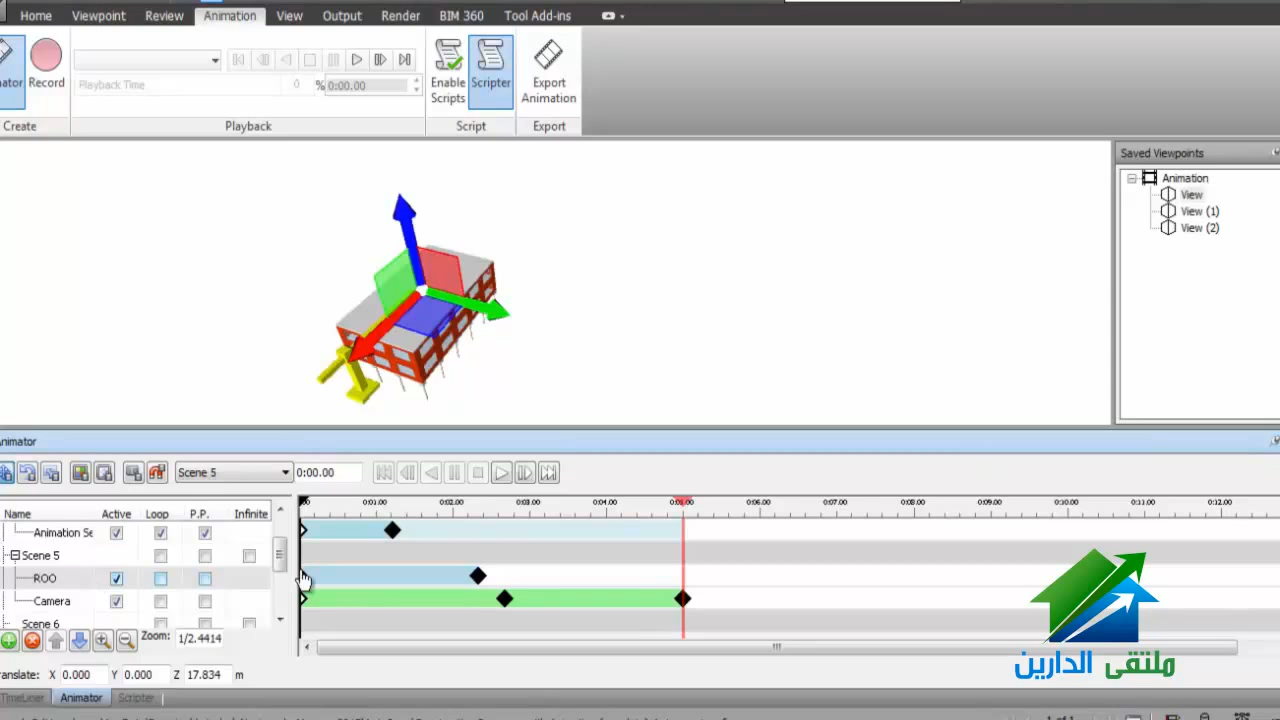 Home Viewpoint Review Animation View Output Render BIM 360 Tool Add-ins
Record
Playback Time 0 % 0:00.00
Enable Scripts
Scripter
Export Animation
Create Playback Script Export
Saved Viewpoints
Animation
View
View (1)
View (2)
nimator
Scene 5 0:00.00
0:01.00 0:02.00 0:03.00 0:04.00 0:06.00 0:07.00 0:08.00 0:09.00 0:10.00 0:11.00 0:12.00
Name Active Loop P.P. Infinite
Animation Se
Scene 5
ROO
Camera
Scene 6
Zoom: 1/2.4414
anslate: X 0.000 Y 0.000 Z 17.834 m
TimeLiner Animator Scripter
ملتقى الدارين